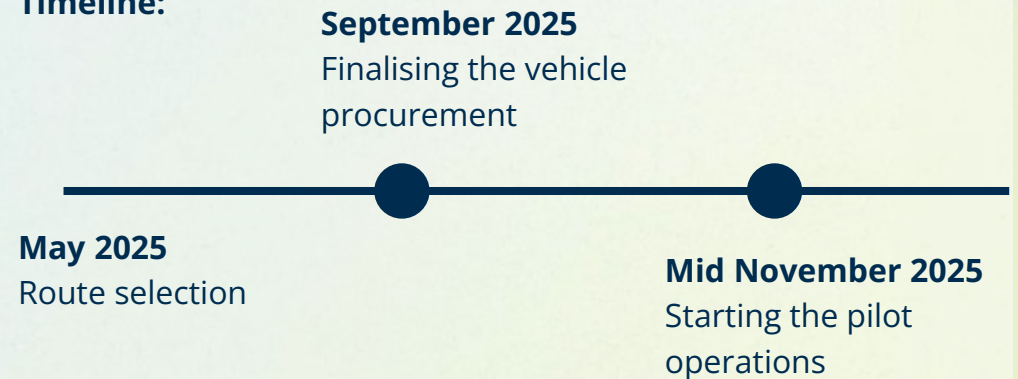 Timeline:
September 2025
Finalising the vehicle
procurement
May 2025
Route selection
Mid November 2025
Starting the pilot
operations